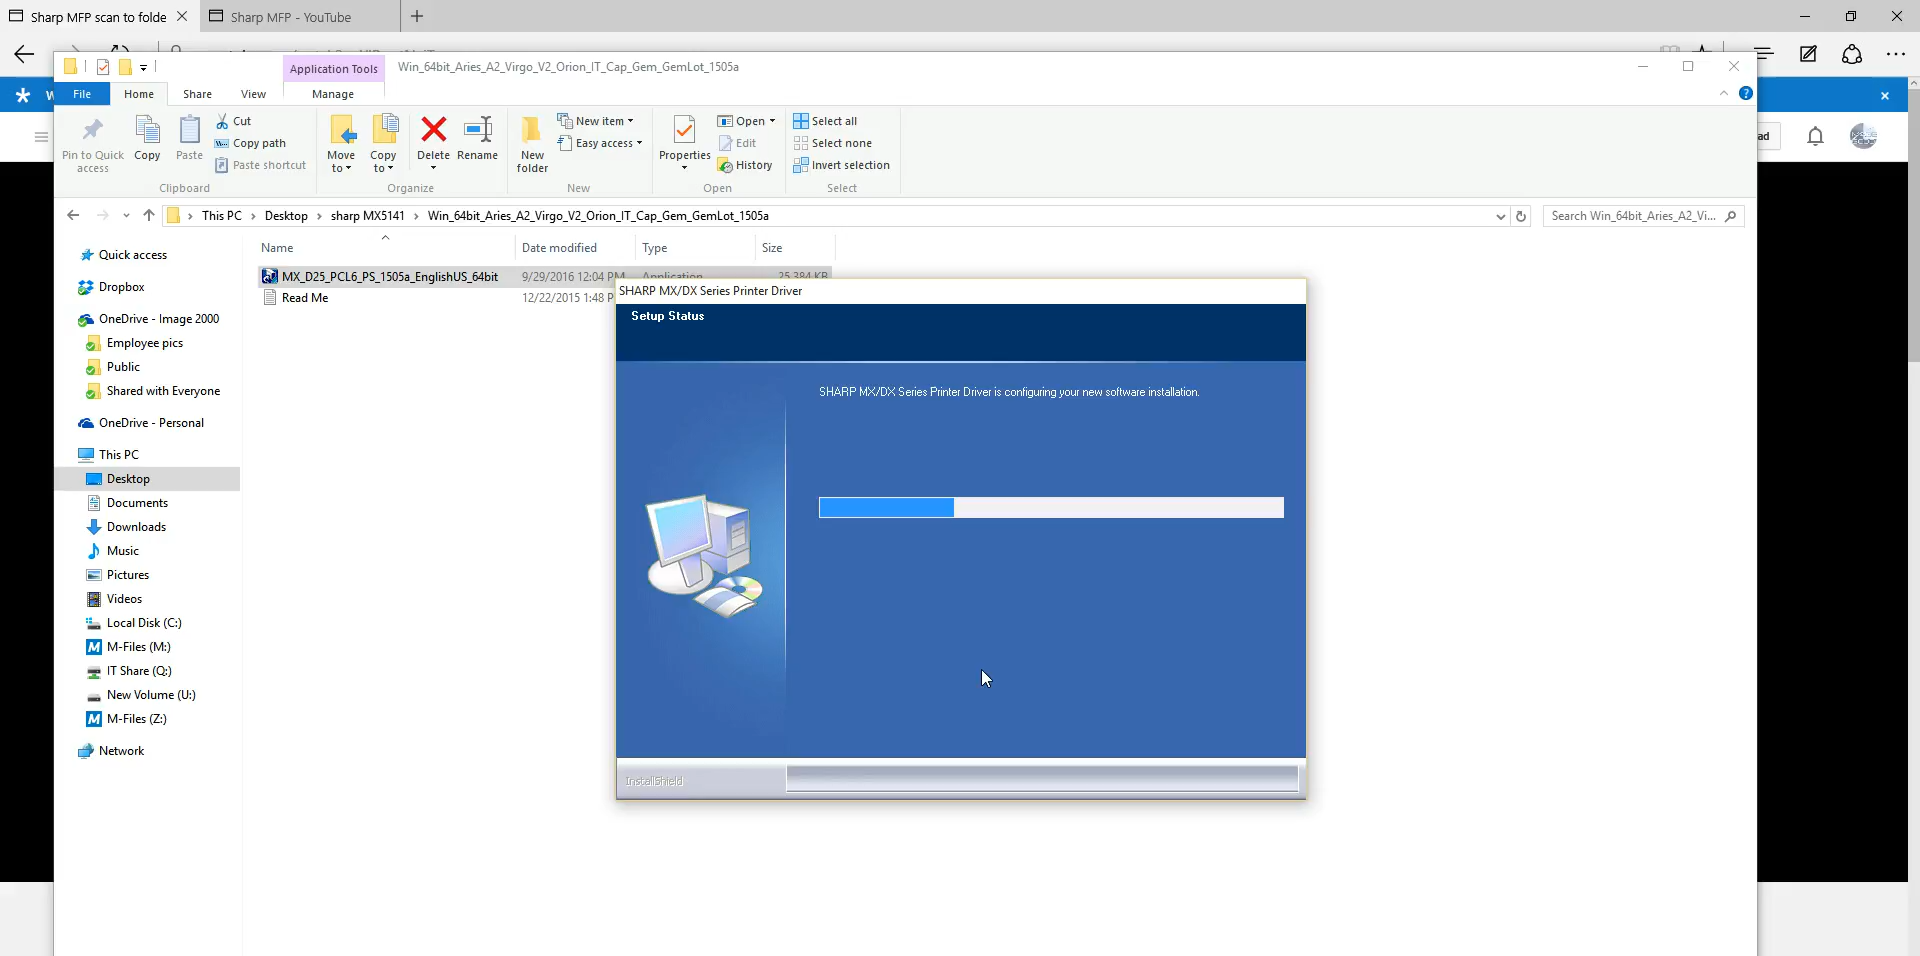 Sharp MFP scan to folde
Sharp MFP - YouTube
Application Tools
Win_64bit_Aries_A2_Virgo_V2_Orion_IT_Cap_Gem_GemLot_1505a
File
Home
Share
View
Manage
Pin to Quick access
Copy
Paste
Cut
Copy path
Paste shortcut
Clipboard
Move to
Copy to
Delete
Rename
Organize
New folder
New item
Easy access
New
Properties
Open
Edit
History
Open
Select all
Select none
Invert selection
Select
ad
This PC
Desktop
sharp MX5141
Win_64bit_Aries_A2_Virgo_V2_Orion_IT_Cap_Gem_GemLot_1505a
Search Win_64bit_Aries_A2_Vi...
Name
Date modified
Type
Size
MX_D25_PCL6_PS_1505a_EnglishUS_64bit
9/29/2016 12:04 PM
Application
25,384 KB
Read Me
12/22/2015 1:48 P
Quick access
Dropbox
OneDrive - Image 2000
Employee pics
Public
Shared with Everyone
OneDrive - Personal
This PC
Desktop
Documents
Downloads
Music
Pictures
Videos
Local Disk (C:)
M-Files (M:)
IT Share (Q:)
New Volume (U:)
M-Files (Z:)
Network
SHARP MX/DX Series Printer Driver
Setup Status
SHARP MX/DX Series Printer Driver is configuring your new software installation.
InstallShield